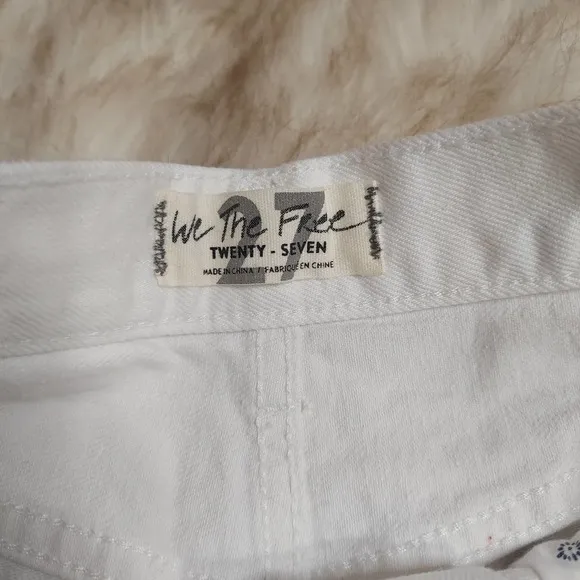 27
We The Free
TWENTY - SEVEN
MADE IN CHINA / FABRIQUÉ EN CHINE